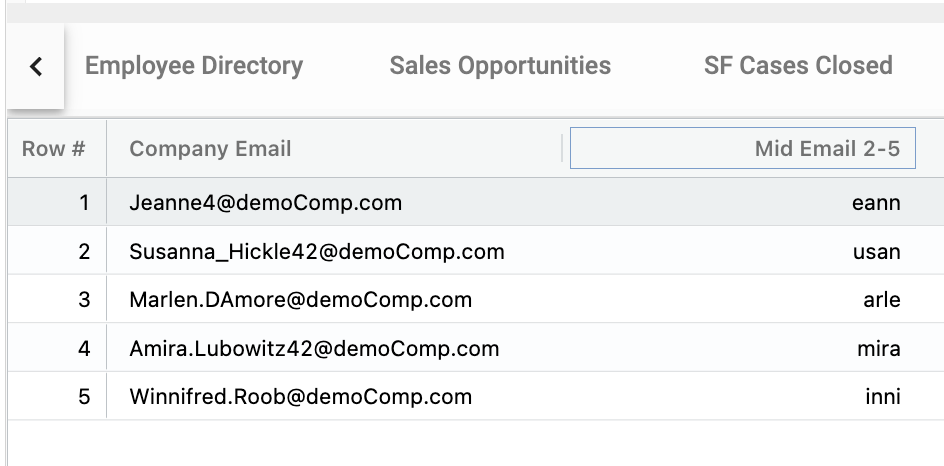 Employee Directory Sales Opportunities SF Cases Closed
Row # Company Email Mid Email 2-5
1 Jeanne4@demoComp.com eann
2 Susanna_Hickle42@demoComp.com usan
3 Marlen.DAmore@demoComp.com arle
4 Amira.Lubowitz42@demoComp.com mira
5 Winnifred.Roob@demoComp.com inni